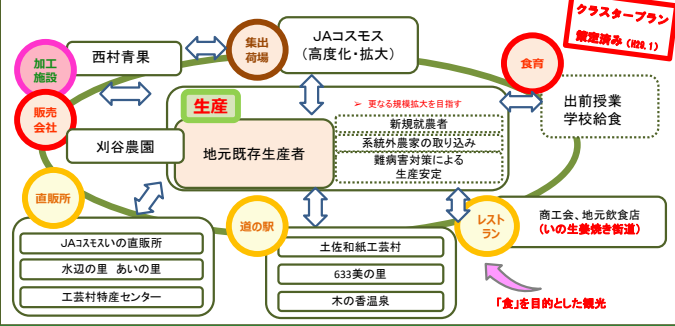 クラスタープラン
策定済み（H28.1）
JAコスモス
（高度化・拡大）
集出
荷場
西村青果
加工
施設
食育
出前授業
学校給食
生産
➢ 更なる規模拡大を目指す
新規就農者
系統外農家の取り込み
難病害対策による
生産安定
地元既存生産者
販売
会社
刈谷農園
直販所
JAコスモスいの直販所
水辺の里 あいの里
工芸村特産センター
道の駅
土佐和紙工芸村
633美の里
木の香温泉
レスト
ラン
商工会、地元飲食店
（いの生姜焼き街道）
「食」を目的とした観光